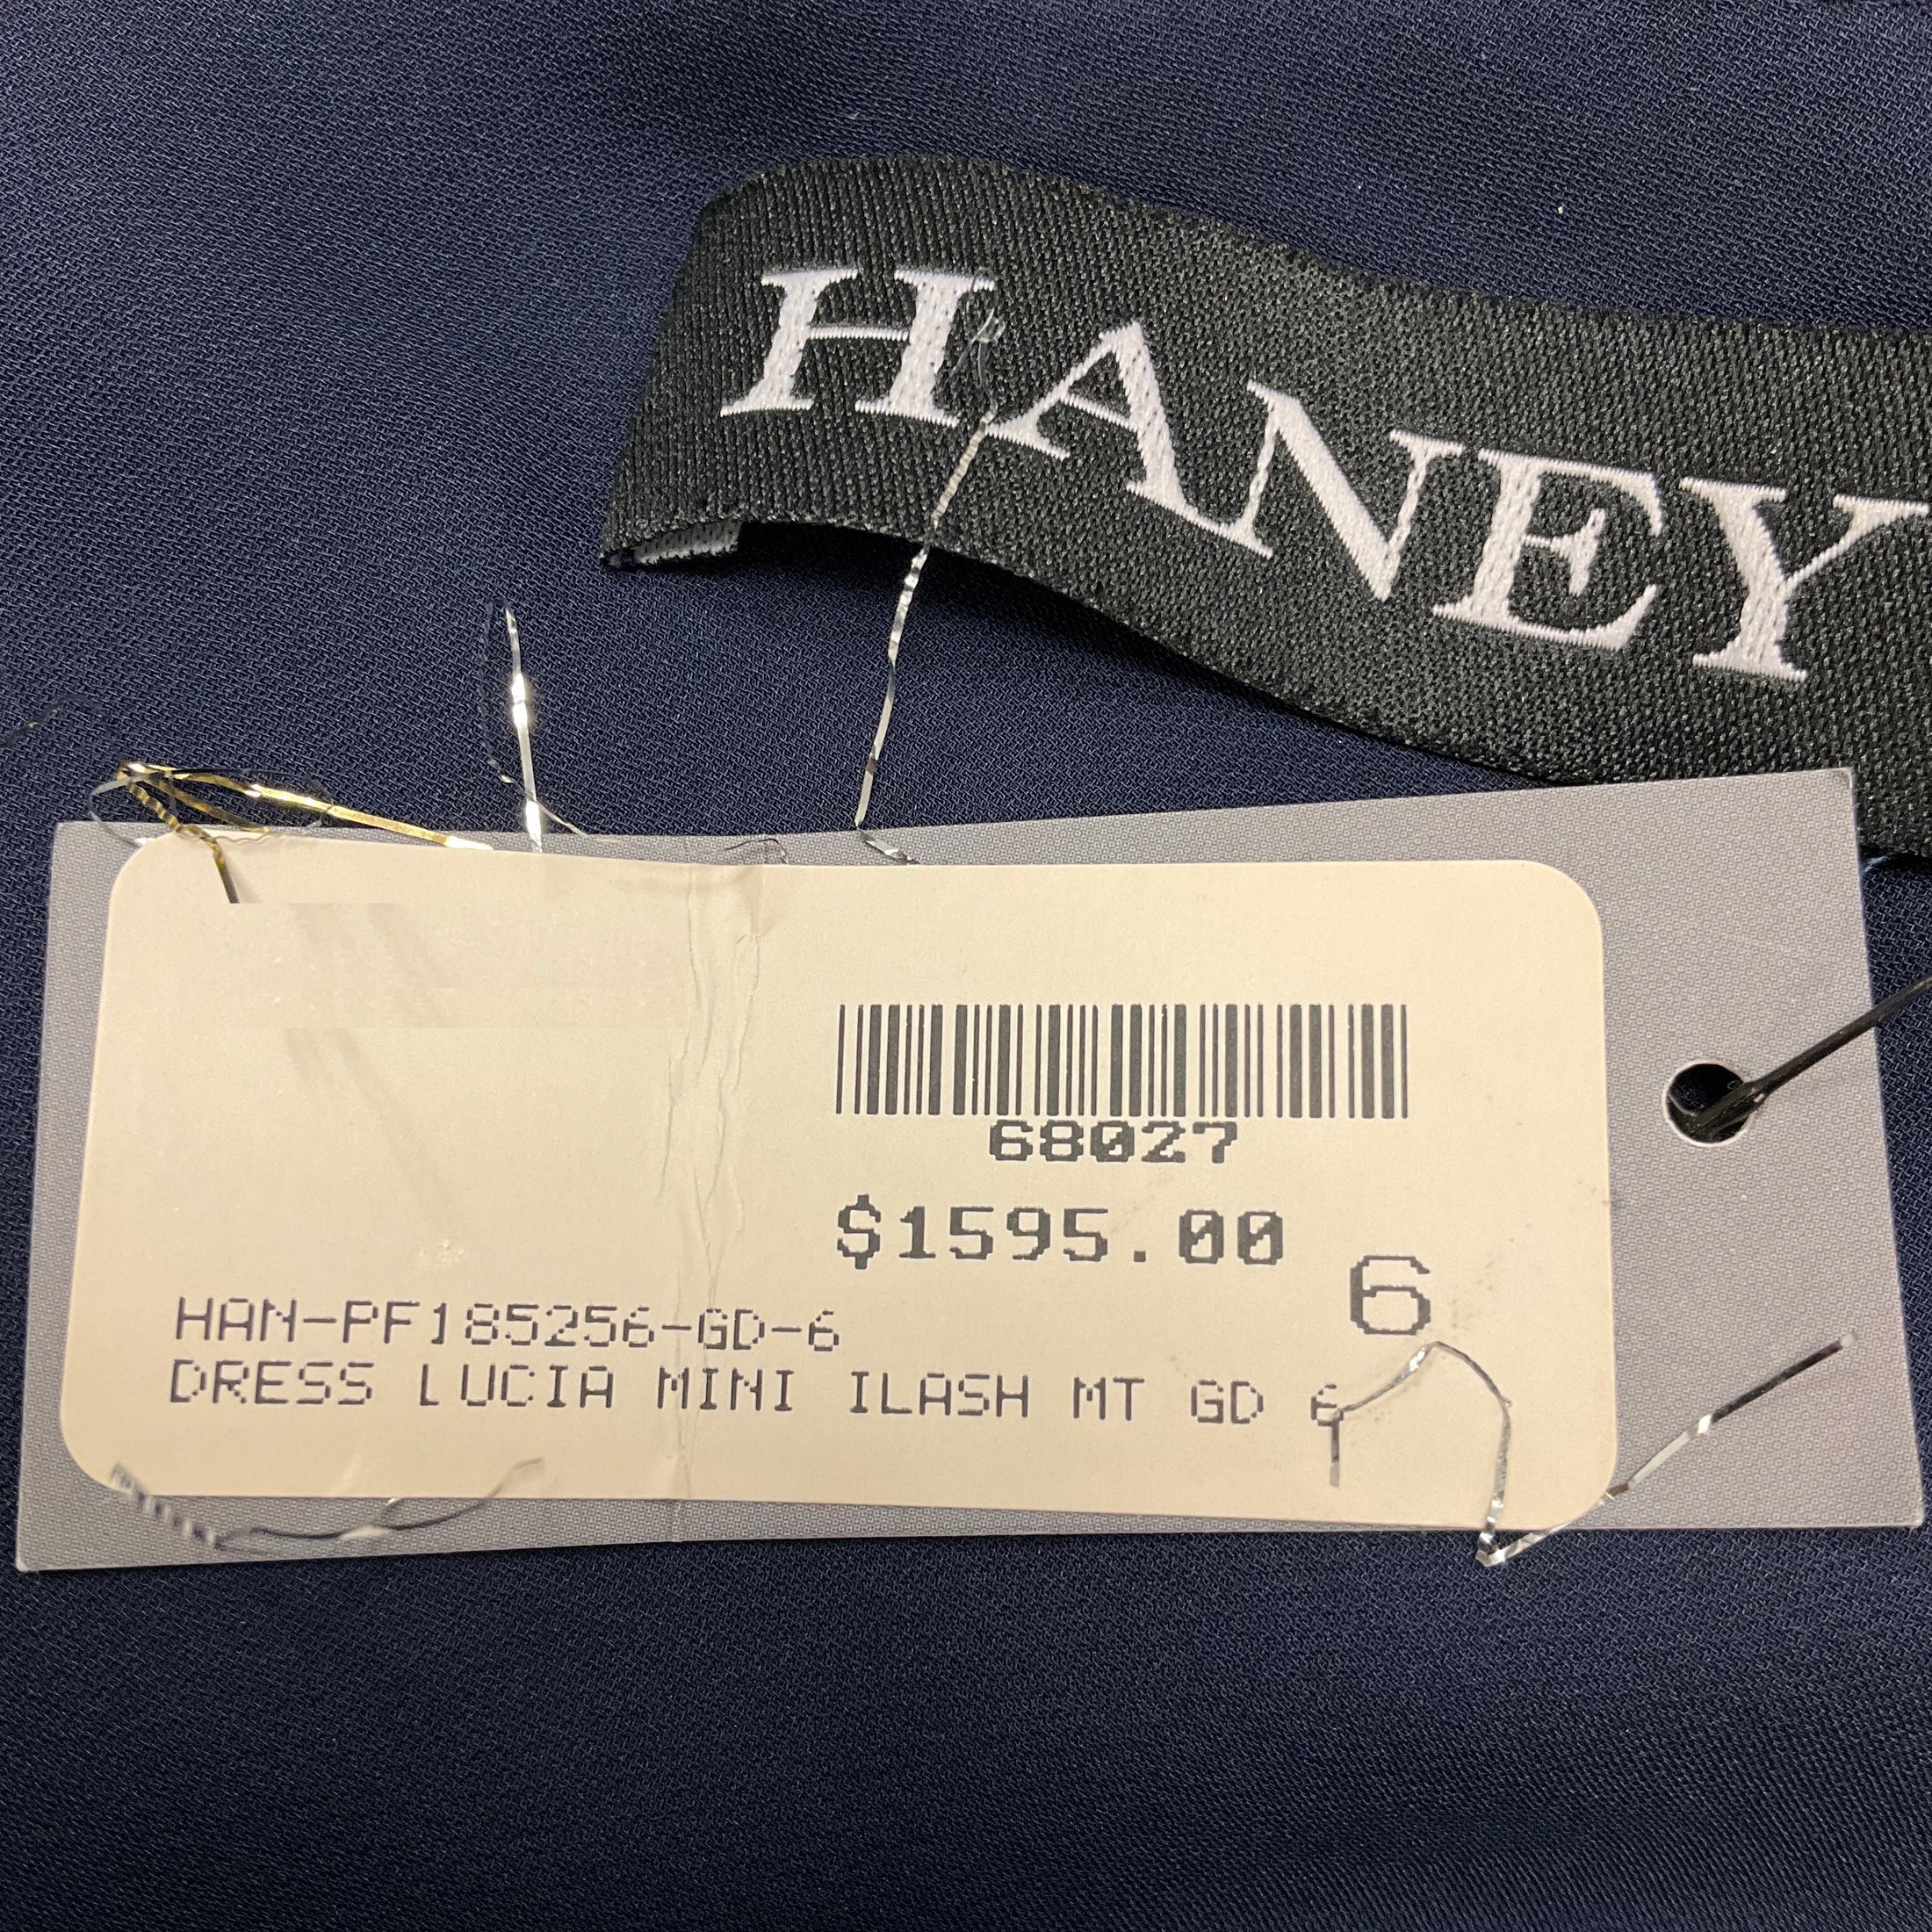 HANEY
68027
$1595.00
6
HAN-PF185256-GD-6
DRESS LUCIA MINI ILASH MT GD 6